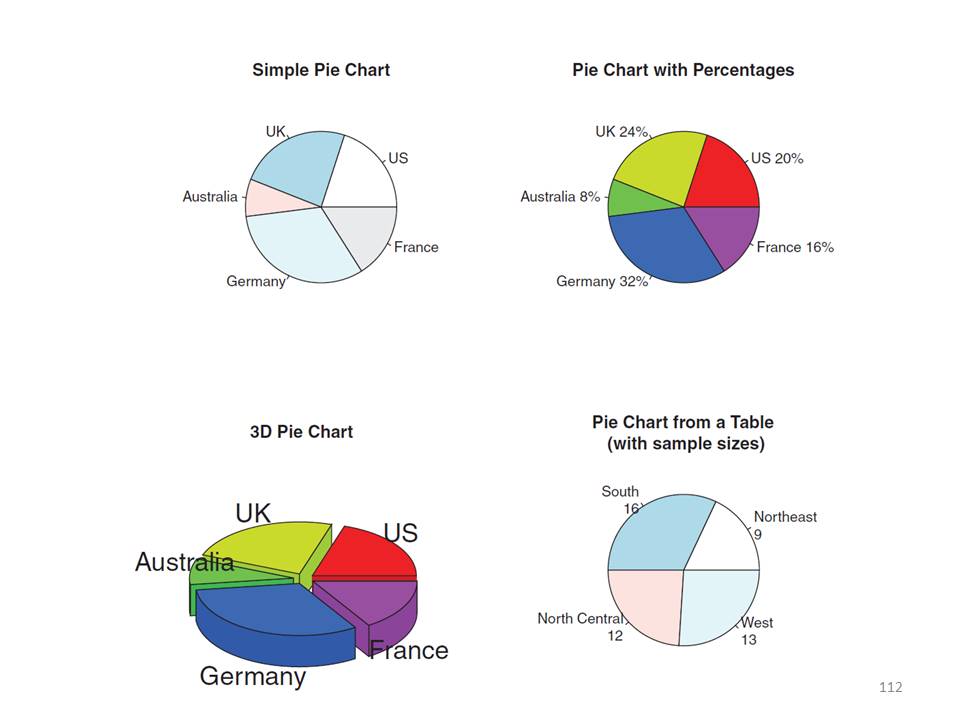 Simple Pie Chart
UK
US
Australia
France
Germany
Pie Chart with Percentages
UK 24%
US 20%
Australia 8%
France 16%
Germany 32%
3D Pie Chart
UK
US
Australia
France
Germany
Pie Chart from a Table
(with sample sizes)
South
16
Northeast
9
North Central
12
West
13
112